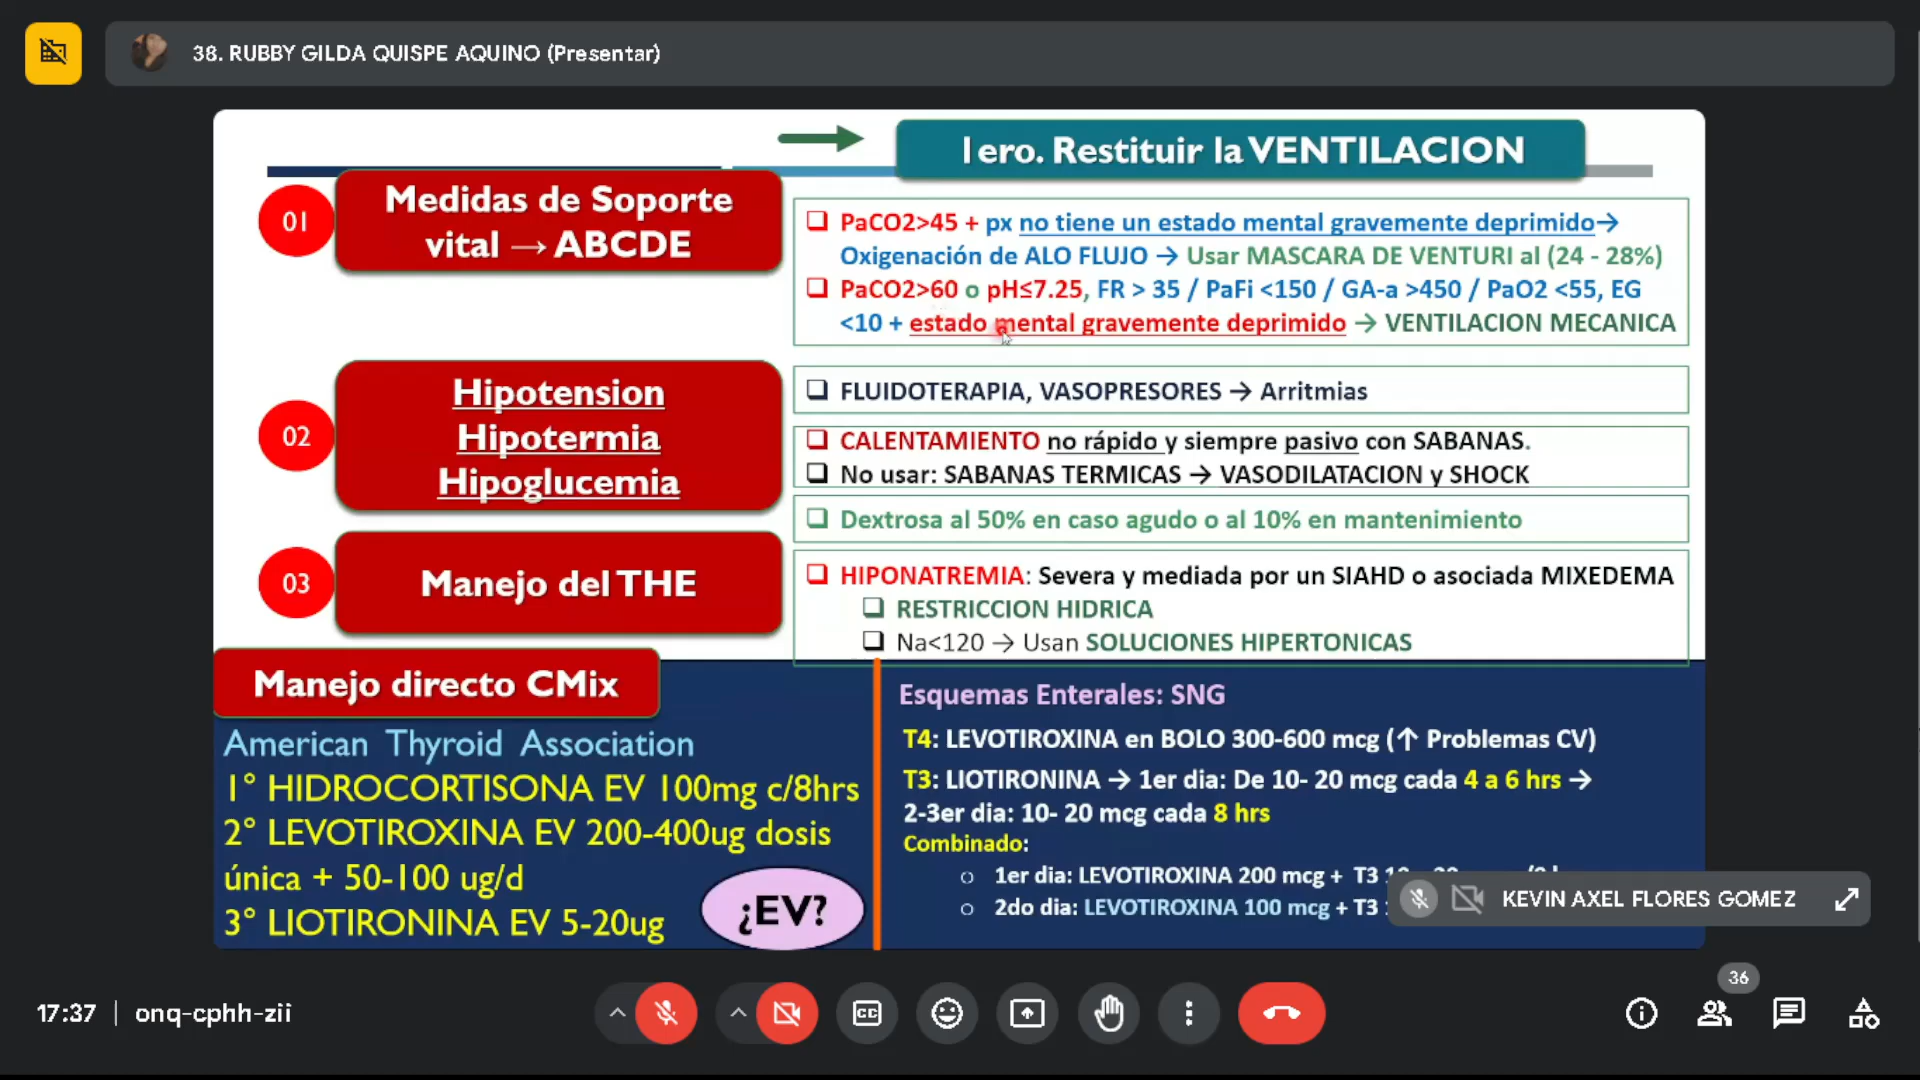 38. RUBBY GILDA QUISPE AQUINO (Presentar)
1ero. Restituir la VENTILACION
01
Medidas de Soporte
vital → ABCDE
❑ PaCO2>45 + px no tiene un estado mental gravemente deprimido→
Oxigenación de ALO FLUJO → Usar MASCARA DE VENTURI al (24 - 28%)
❑ PaCO2>60 o pH≤7.25, FR > 35 / PaFi <150 / GA-a >450 / PaO2 <55, EG
<10 + estado mental gravemente deprimido → VENTILACION MECANICA
02
Hipotension
Hipotermia
Hipoglucemia
❑ FLUIDOTERAPIA, VASOPRESORES → Arritmias
❑ CALENTAMIENTO no rápido y siempre pasivo con SABANAS.
❑ No usar: SABANAS TERMICAS → VASODILATACION y SHOCK
❑ Dextrosa al 50% en caso agudo o al 10% en mantenimiento
03
Manejo del THE
❑ HIPONATREMIA: Severa y mediada por un SIAHD o asociada MIXEDEMA
❑ RESTRICCION HIDRICA
❑ Na<120 → Usan SOLUCIONES HIPERTONICAS
Manejo directo CMix
American Thyroid Association
1° HIDROCORTISONA EV 100mg c/8hrs
2° LEVOTIROXINA EV 200-400ug dosis
única + 50-100 ug/d
3° LIOTIRONINA EV 5-20ug
¿EV?
Esquemas Enterales: SNG
T4: LEVOTIROXINA en BOLO 300-600 mcg (↑ Problemas CV)
T3: LIOTIRONINA → 1er dia: De 10- 20 mcg cada 4 a 6 hrs →
2-3er dia: 10- 20 mcg cada 8 hrs
Combinado:
o 1er dia: LEVOTIROXINA 200 mcg + T3
o 2do dia: LEVOTIROXINA 100 mcg + T3
KEVIN AXEL FLORES GOMEZ
17:37 | onq-cphh-zii
CC
36